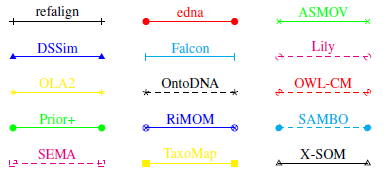 refalign edna ASMOV
DSSim Falcon Lily
OLA2 OntoDNA OWL-CM
Prior+ RiMOM SAMBO
SEMA TaxoMap X-SOM